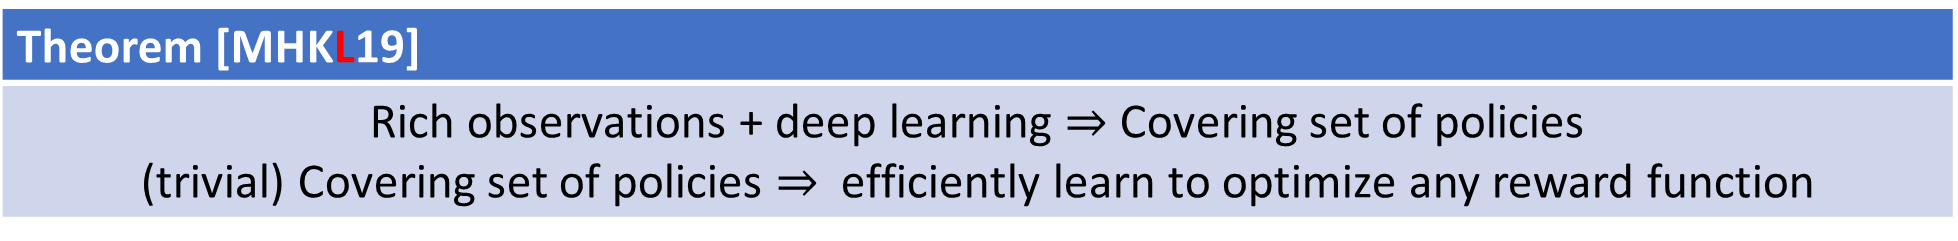 Theorem [MHKL19]
Rich observations + deep learning ⇒ Covering set of policies
(trivial) Covering set of policies ⇒ efficiently learn to optimize any reward function